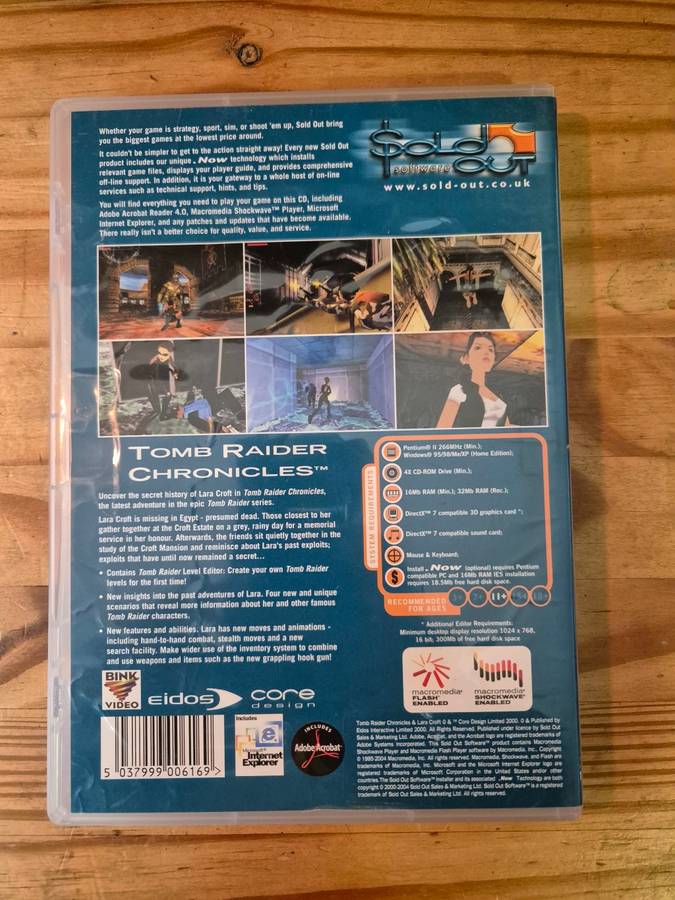 Whether your game is strategy, sport, sim, or shoot 'em up, Sold Out bring
you the biggest games at the lowest price around.
It couldn't be simpler to get to the action straight away! Every new Sold Out
product includes our unique .Now technology which installs
relevant game files, displays your player guide, and provides comprehensive
off-line support. In addition, it is your gateway to a whole host of on-line
services such as technical support, hints, and tips.
You will find everything you need to play your game on this CD, including
Adobe Acrobat Reader 4.0, Macromedia Shockwave™ Player, Microsoft
Internet Explorer, and any patches and updates that have become available.
There really isn't a better choice for quality, value, and service.
Sold
software
OUT
www.sold-out.co.uk
TOMB RAIDER
CHRONICLES™
Uncover the secret history of Lara Croft in Tomb Raider Chronicles,
the latest adventure in the epic Tomb Raider series.
Lara Croft is missing in Egypt - presumed dead. Those closest to her
gather together at the Croft Estate on a grey, rainy day for a memorial
service in her honour. Afterwards, the friends sit quietly together in the
study of the Croft Mansion and reminisce about Lara's past exploits;
exploits that have until now remained a secret...
• Contains Tomb Raider Level Editor: Create your own Tomb Raider
levels for the first time!
• New insights into the past adventures of Lara. Four new and unique
scenarios that reveal more information about her and other famous
Tomb Raider characters.
• New features and abilities. Lara has new moves and animations -
including hand-to-hand combat, stealth moves and a new
search facility. Make wider use of the inventory system to combine
and use weapons and items such as the new grappling hook gun!
SYSTEM REQUIREMENTS
Pentium® II 266MHz (Min.);
Windows® 95/98/Me/XP (Home Edition);
4X CD-ROM Drive (Min.);
16Mb RAM (Min.); 32Mb RAM (Rec.);
DirectX™ 7 compatible 3D graphics card *;
DirectX™ 7 compatible sound card;
Mouse & Keyboard;
Install .Now (optional) requires Pentium
compatible PC and 16Mb RAM IE5 installation
requires 18.5Mb free hard disk space.
RECOMMENDED
FOR AGES
11+
* Additional Editor Requirements:
Minimum desktop display resolution 1024 x 768,
16 bit; 300Mb of free hard disk space
macromedia®
FLASH™
ENABLED
macromedia®
SHOCKWAVE™
ENABLED
BINK
VIDEO
eidos
core
design
5 037999 006169 >
Includes
Microsoft
Internet
Explorer
INCLUDES
Adobe Acrobat
Tomb Raider Chronicles & Lara Croft © & ™ Core Design Limited 2000. © & Published by
Eidos Interactive Limited 2000. All Rights Reserved. Published under licence by Sold Out
Sales & Marketing Ltd. Adobe, Acrobat, and the Acrobat logo are registered trademarks of
Adobe Systems Incorporated. This Sold Out Software™ product contains Macromedia
Shockwave Player and Macromedia Flash Player software by Macromedia, Inc. Copyright
© 1995-2004 Macromedia, Inc. All rights reserved. Macromedia, Shockwave, and Flash are
trademarks of Macromedia, Inc. Microsoft and the Microsoft Internet Explorer logo are
registered trademarks of Microsoft Corporation in the United States and/or other
countries. The Sold Out Software™ installer and its associated .Now Technology are both
copyright © 2000-2004 Sold Out Sales & Marketing Ltd. Sold Out Software™ is a registered
trademark of Sold Out Sales & Marketing Ltd. All rights reserved.